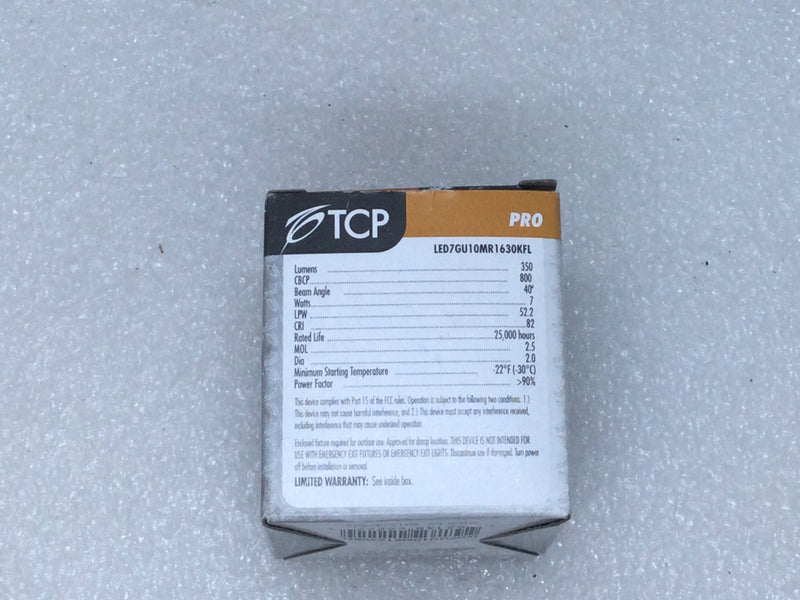 TCP
PRO
LED7GU10MR1630KFL
Lumens 350
CBCP 800
Beam Angle 40°
Watts 7
LPW 52.2
CRI 82
Rated Life 25,000 hours
MOL 2.5
Dia 2.0
Minimum Starting Temperature -22°F (-30°C)
Power Factor >90%
This device complies with Part 15 of the FCC rules. Operation is subject to the following two conditions. 1.)
This device may not cause harmful interference, and 2.) This device must accept any interference received,
including interference that may cause undesired operation.
Enclosed fixture required for outdoor use. Approved for damp location. THIS DEVICE IS NOT INTENDED FOR
USE WITH EMERGENCY EXIT FIXTURES OR EMERGENCY EXIT LIGHTS. Discontinue use if damaged. Turn power
off before installation or removal.
LIMITED WARRANTY: See inside box.